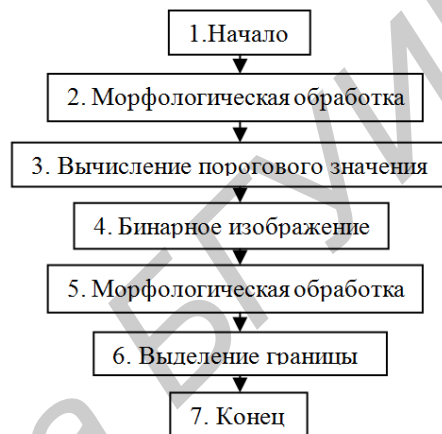 1.Начало
2. Морфологическая обработка
3. Вычисление порогового значения
4. Бинарное изображение
5. Морфологическая обработка
6. Выделение границы
7. Конец